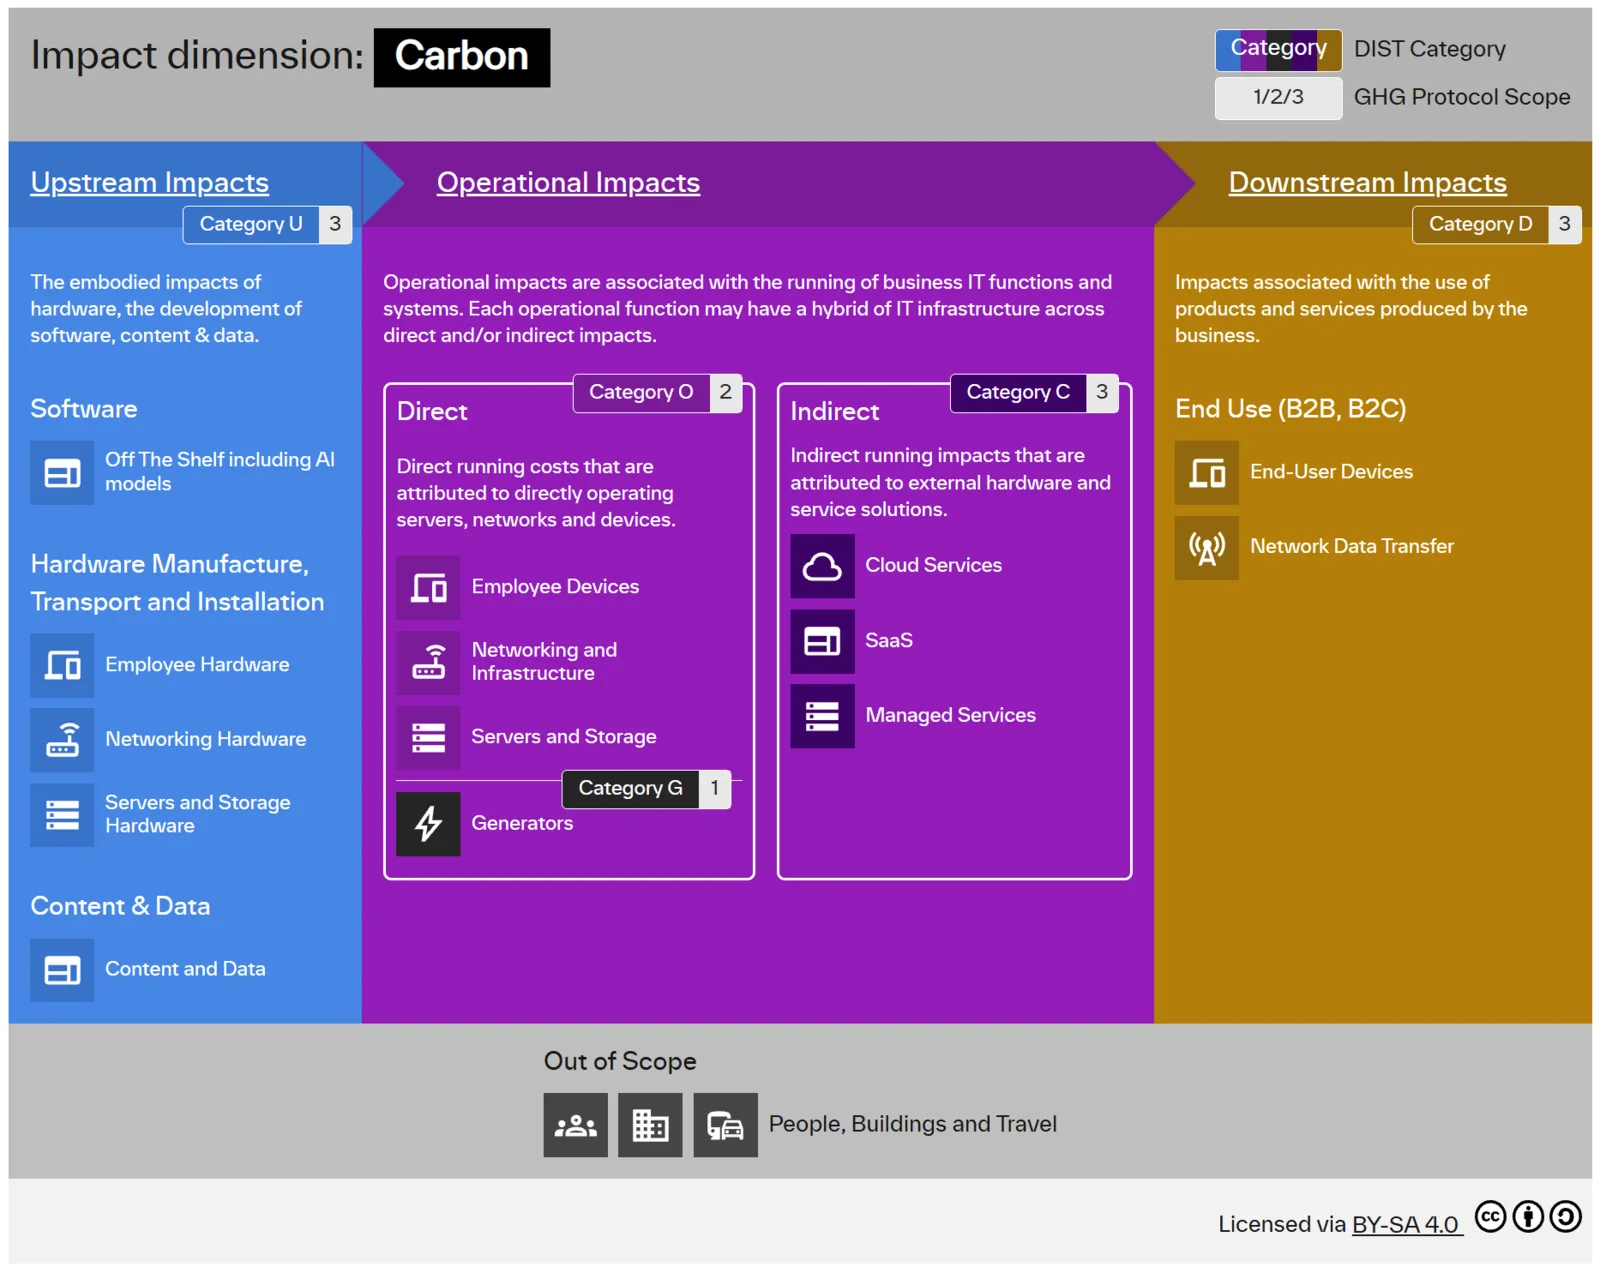 Impact dimension: Carbon
Category DIST Category
1/2/3 GHG Protocol Scope
Upstream Impacts
Category U 3
The embodied impacts of
hardware, the development of
software, content & data.
Software
Off The Shelf including AI
models
Hardware Manufacture,
Transport and Installation
Employee Hardware
Networking Hardware
Servers and Storage
Hardware
Content & Data
Content and Data
Operational Impacts
Operational impacts are associated with the running of business IT functions and
systems. Each operational function may have a hybrid of IT infrastructure across
direct and/or indirect impacts.
Category O 2
Direct
Direct running costs that are
attributed to directly operating
servers, networks and devices.
Employee Devices
Networking and
Infrastructure
Servers and Storage
Category G 1
Generators
Category C 3
Indirect
Indirect running impacts that are
attributed to external hardware and
service solutions.
Cloud Services
SaaS
Managed Services
Downstream Impacts
Category D 3
Impacts associated with the use of
products and services produced by the
business.
End Use (B2B, B2C)
End-User Devices
Network Data Transfer
Out of Scope
People, Buildings and Travel
Licensed via BY-SA 4.0 cc